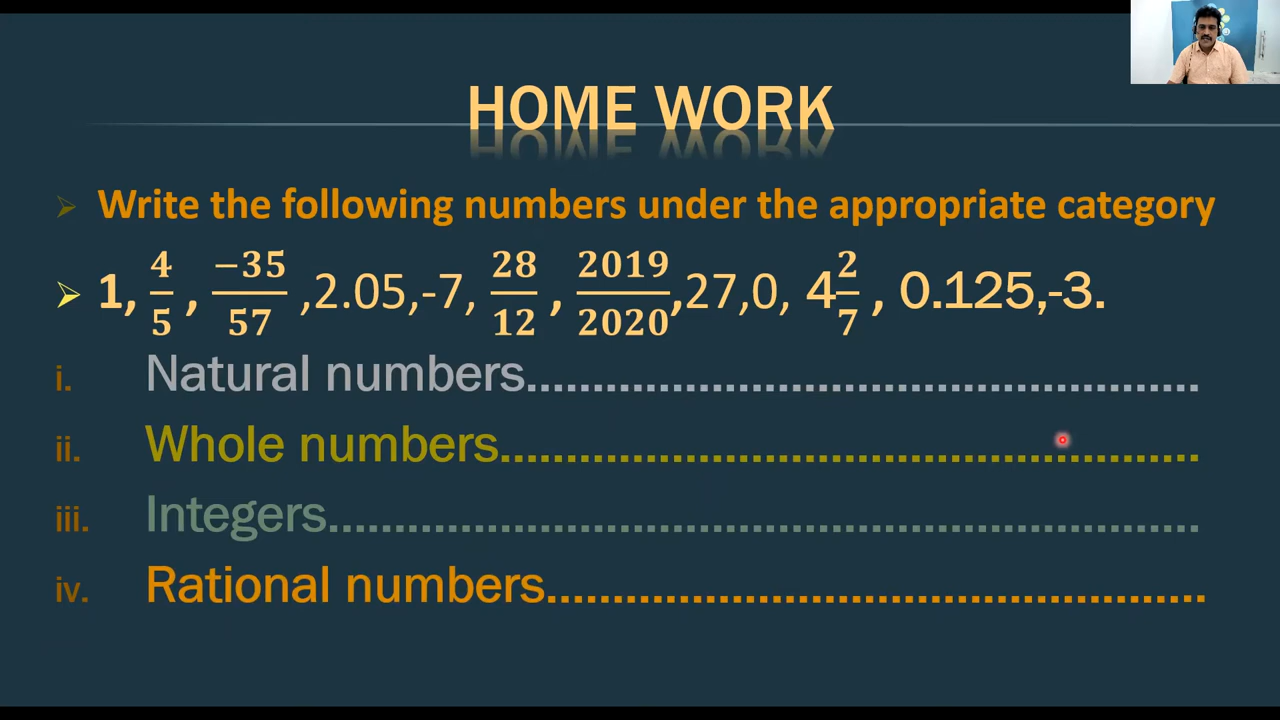 HOME WORK
➢ Write the following numbers under the appropriate category
➢ 1, 4/5 , −35/57 ,2.05,-7, 28/12 , 2019/2020,27,0, 4 2/7 , 0.125,-3.
i. Natural numbers...................................................
ii. Whole numbers.....................................................
iii. Integers..................................................................
iv. Rational numbers..................................................